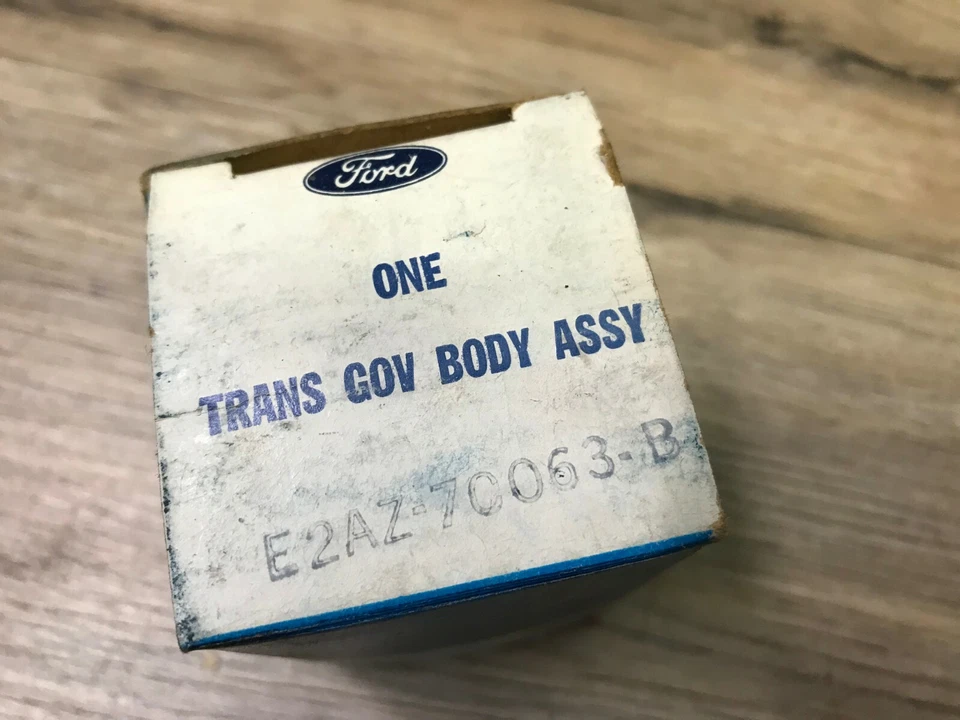 Ford
ONE
TRANS GOV BODY ASSY
E2AZ-7C063-B